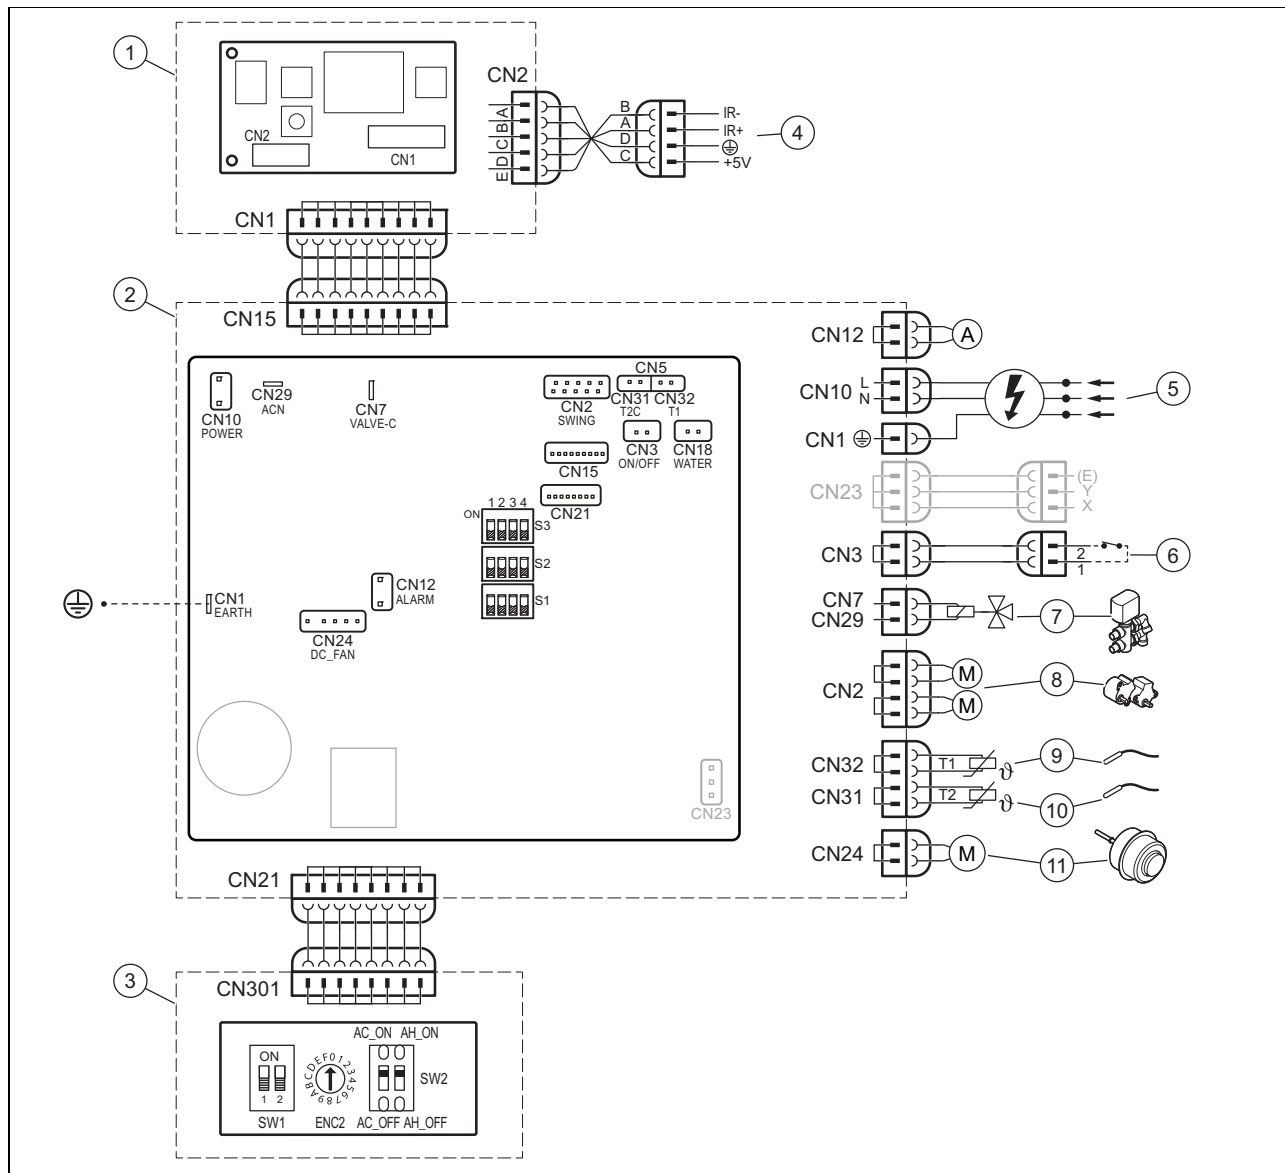 1
CN2
CN1
CN2
A
B
C
D
E
B
A
D
C
IR-
IR+
+5V
4
CN1
2
CN15
CN10
POWER
CN29
ACN
CN7
VALVE-C
CN2
SWING
CN5
CN31
T2C
CN32
T1
CN3
ON/OFF
CN18
WATER
CN15
CN21
1 2 3 4
ON
S3
S2
S1
CN1
EARTH
CN12
ALARM
CN24
DC_FAN
CN23
CN12
A
CN10
L
N
5
CN1
CN23
(E)
Y
X
CN3
2
1
6
CN7
CN29
7
CN2
M
M
8
CN32
T1
ϑ
9
CN31
T2
ϑ
10
CN24
M
11
CN21
3
CN301
ON
1 2
SW1
0123456789ABCDEF
ENC2
AC_ON AH_ON
SW2
AC_OFF AH_OFF